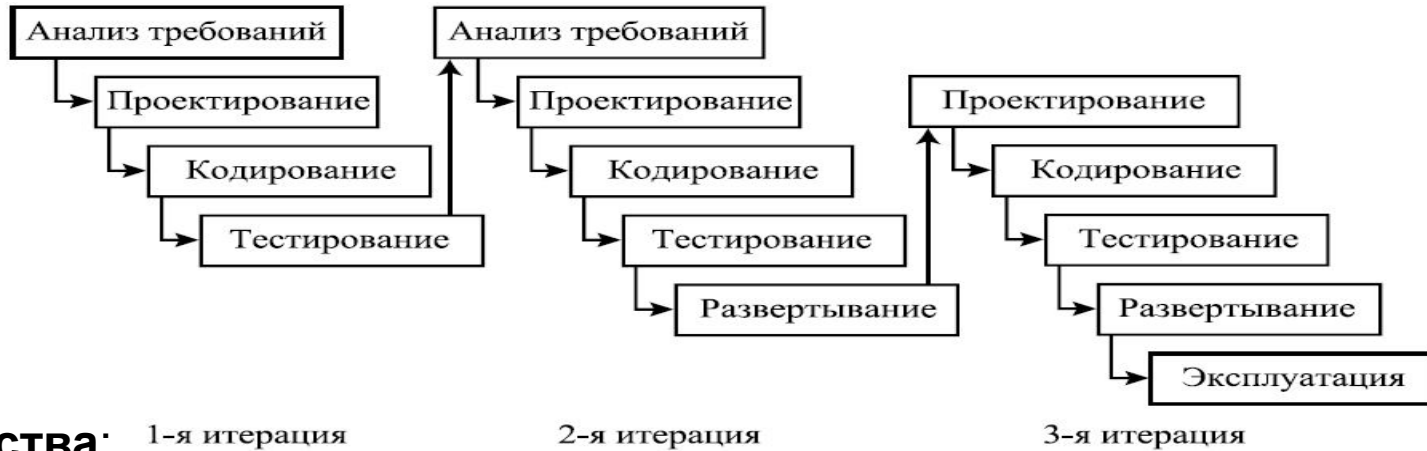 Анализ требований
Проектирование
Кодирование
Тестирование
Анализ требований
Проектирование
Кодирование
Тестирование
Развертывание
Проектирование
Кодирование
Тестирование
Развертывание
Эксплуатация
ства: 1-я итерация 2-я итерация 3-я итерация